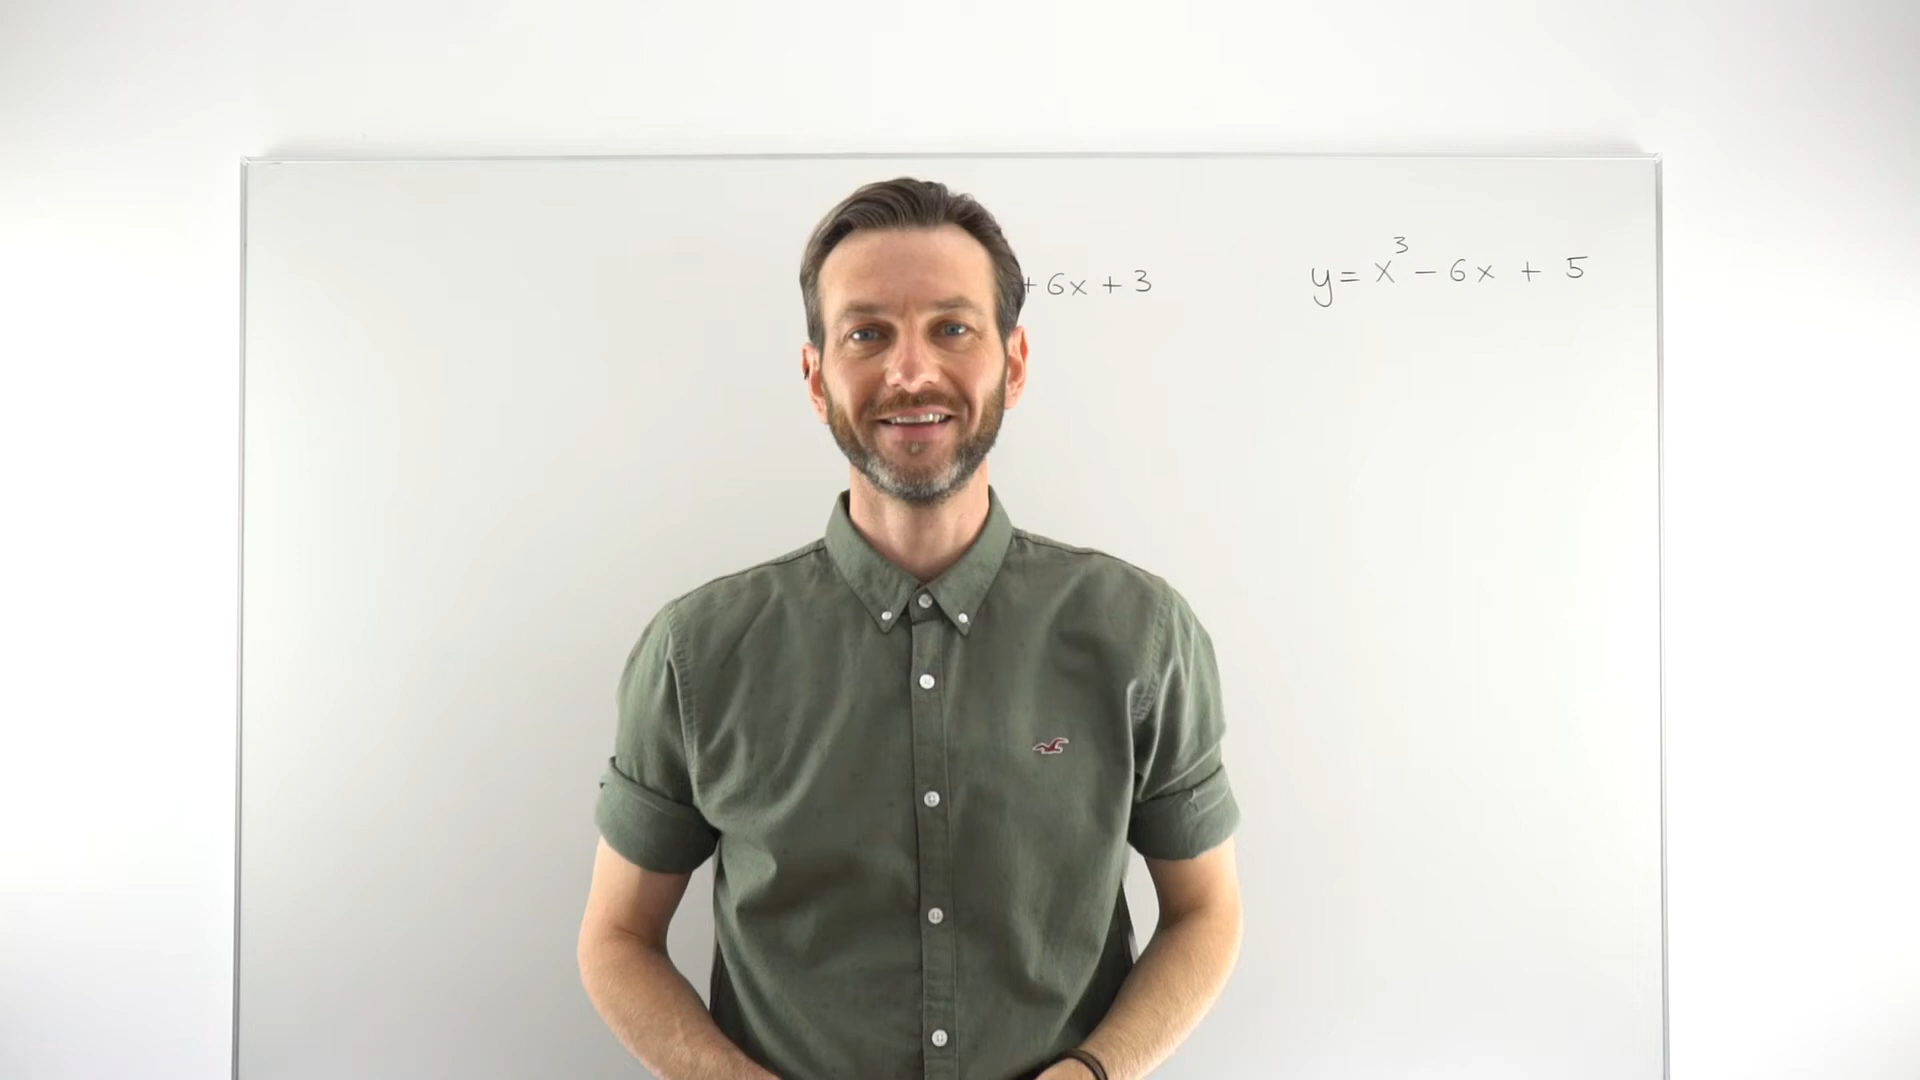 + 6x + 3
y = x³ - 6x + 5